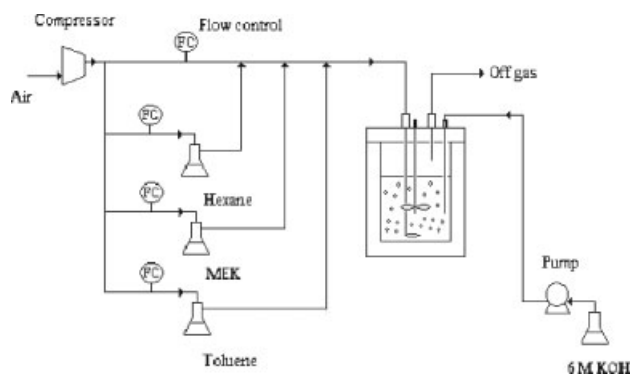 Compressor
Flow control
FC
Air
Off gas
FC
Hexane
FC
MEK
Pump
FC
Toluene
6 M KOH